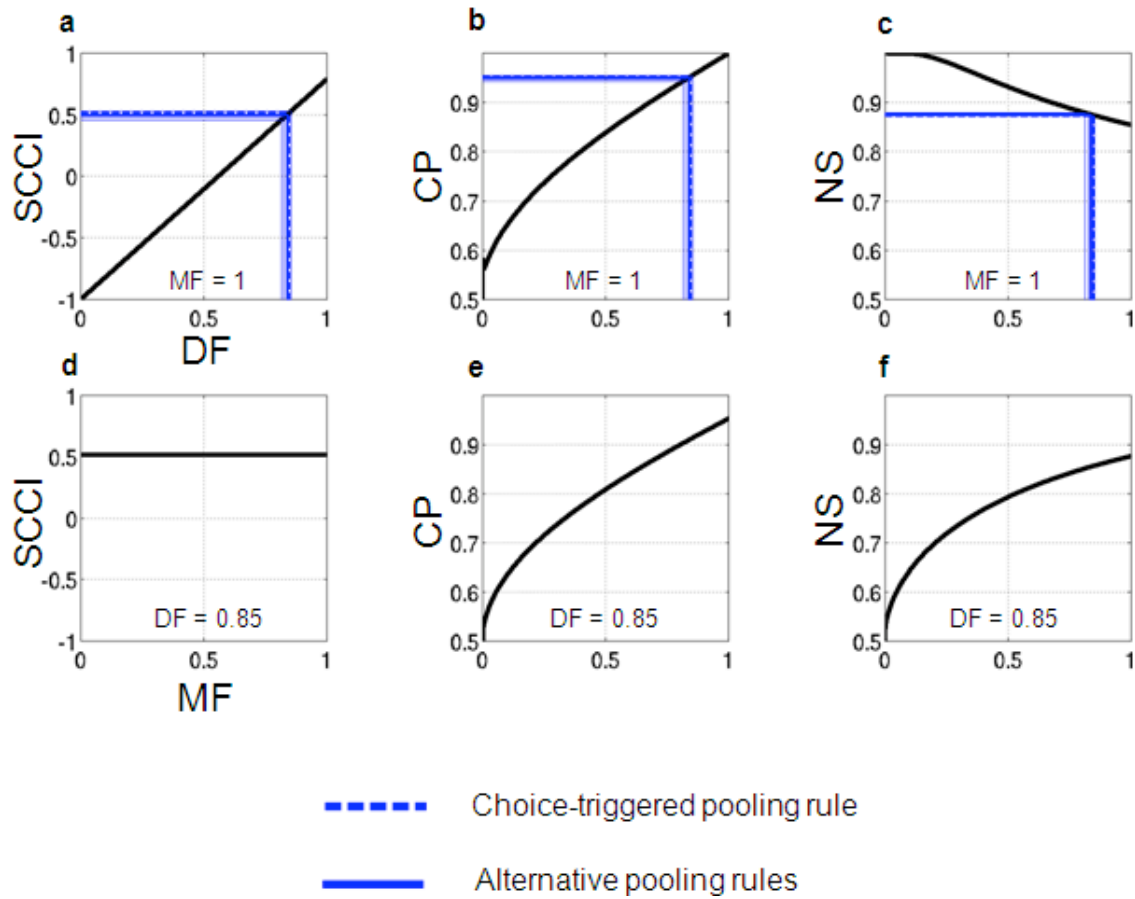 a
SCCI
1
0.5
0
-0.5
-1
MF = 1
0
0.5
1
DF
b
CP
0.9
0.8
0.7
0.6
0.5
MF = 1
0
0.5
1
c
NS
0.9
0.8
0.7
0.6
0.5
MF = 1
0
0.5
1
d
SCCI
1
0.5
0
-0.5
-1
DF = 0.85
0
0.5
1
MF
e
CP
0.9
0.8
0.7
0.6
0.5
DF = 0.85
0
0.5
1
f
NS
0.9
0.8
0.7
0.6
0.5
DF = 0.85
0
0.5
1
Choice-triggered pooling rule
Alternative pooling rules